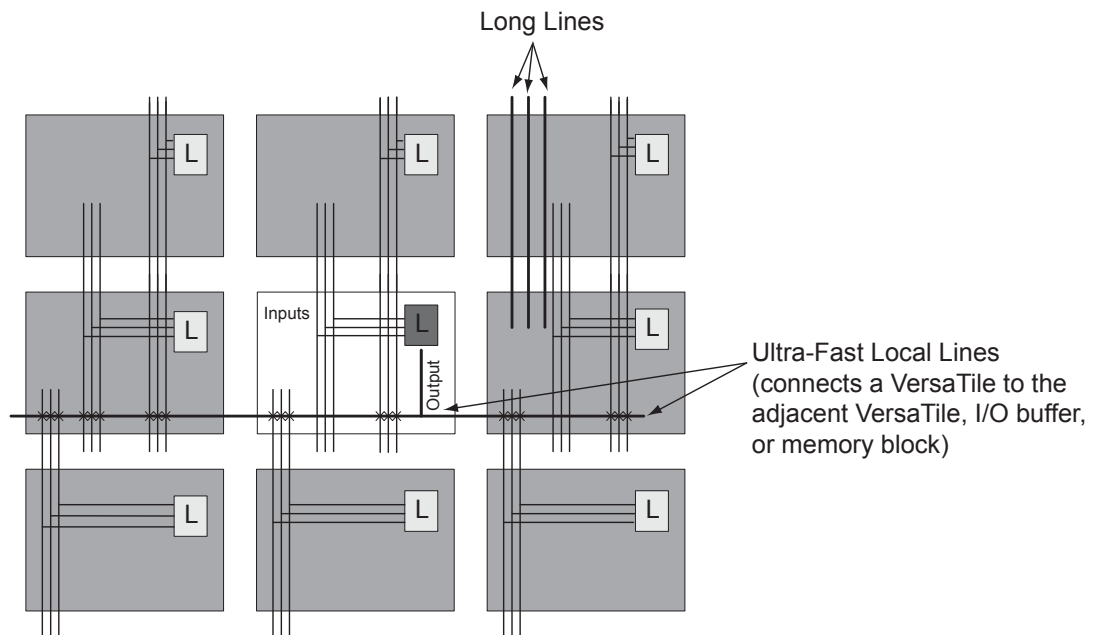 Long Lines
L
L
L
Inputs
L
L
L
Output
Ultra-Fast Local Lines
(connects a VersaTile to the
adjacent VersaTile, I/O buffer,
or memory block)
L
L
L